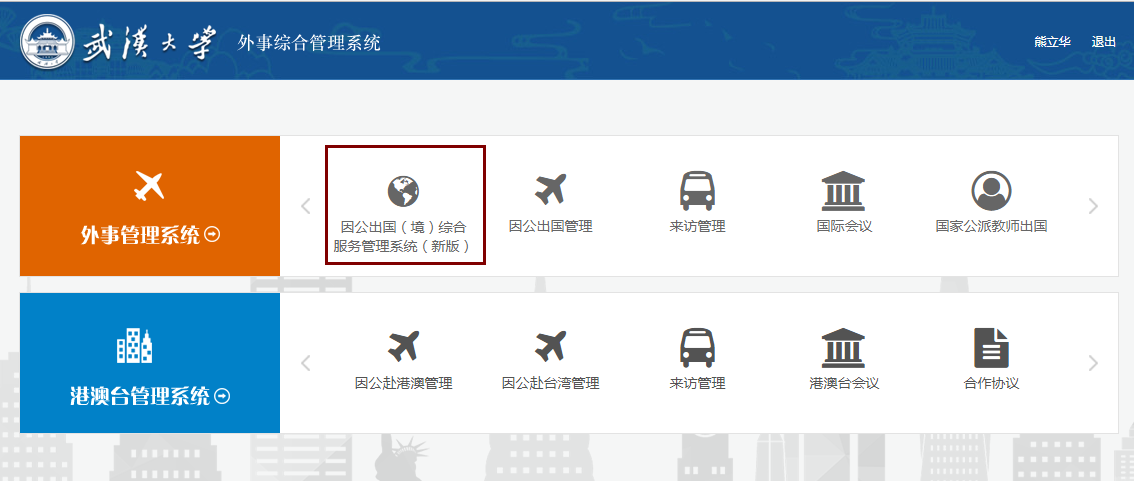 武汉大学 外事综合管理系统 熊立华 退出
外事管理系统
因公出国（境）综合
服务管理系统（新版）
因公出国管理
来访管理
国际会议
国家公派教师出国
港澳台管理系统
因公赴港澳管理
因公赴台湾管理
来访管理
港澳台会议
合作协议